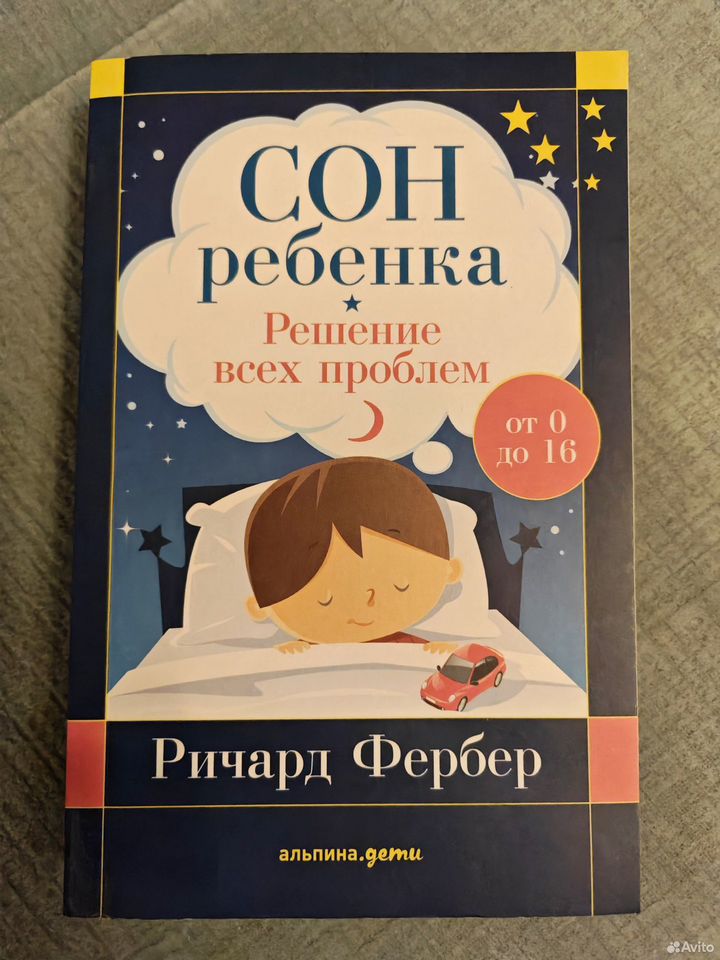 СОН
ребенка
Решение
всех проблем
от 0
до 16
Ричард Фербер
альпина.дети
Avito